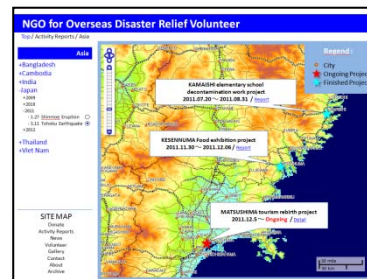 NGO for Overseas Disaster Relief Volunteer
Top / Activity Reports / Asia
Asia
+Bangladesh
+Cambodia
+India
-Japan
+2009
+2010
-2011
- 1.27 Shinmoe Eruption
- 3.11 Tohoku Earthquake
+2012
+Thailand
+Viet Nam
SITE MAP
Donate
Activity Reports
News
Volunteer
Gallery
Contact
About
Archive
Regend :
City
Ongoing Project
Finished Project
KAMAISHI elementary school
decontamination work project
2011.07.20 〜 2011.08.31 / Report
KESENNUMA Food exhibition project
2011.11.30 〜 2011.12.06 / Report
MATSUSHIMA tourism rebirth project
2011.12.5 〜 Ongoing /